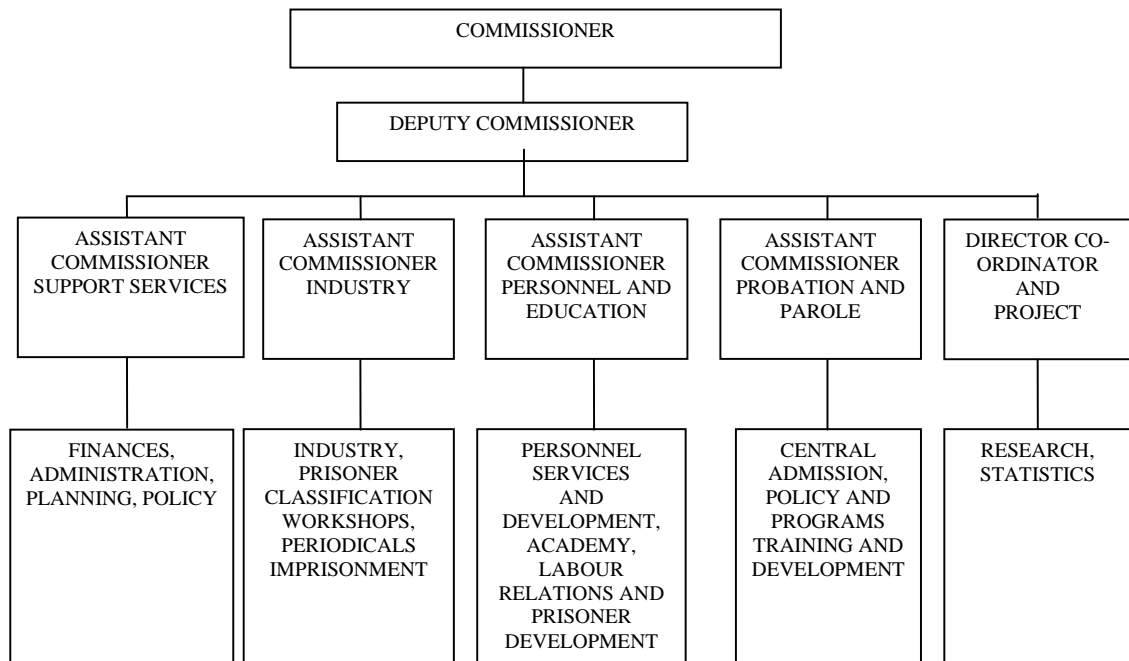 COMMISSIONER
DEPUTY COMMISSIONER
ASSISTANT
COMMISSIONER
SUPPORT SERVICES
ASSISTANT
COMMISSIONER
INDUSTRY
ASSISTANT
COMMISSIONER
PERSONNEL AND
EDUCATION
ASSISTANT
COMMISSIONER
PROBATION AND
PAROLE
DIRECTOR CO-
ORDINATOR
AND
PROJECT
FINANCES,
ADMINISTRATION,
PLANNING, POLICY
INDUSTRY,
PRISONER
CLASSIFICATION
WORKSHOPS,
PERIODICALS
IMPRISONMENT
PERSONNEL
SERVICES
AND
DEVELOPMENT,
ACADEMY,
LABOUR
RELATIONS AND
PRISONER
DEVELOPMENT
CENTRAL
ADMISSION,
POLICY AND
PROGRAMS
TRAINING AND
DEVELOPMENT
RESEARCH,
STATISTICS